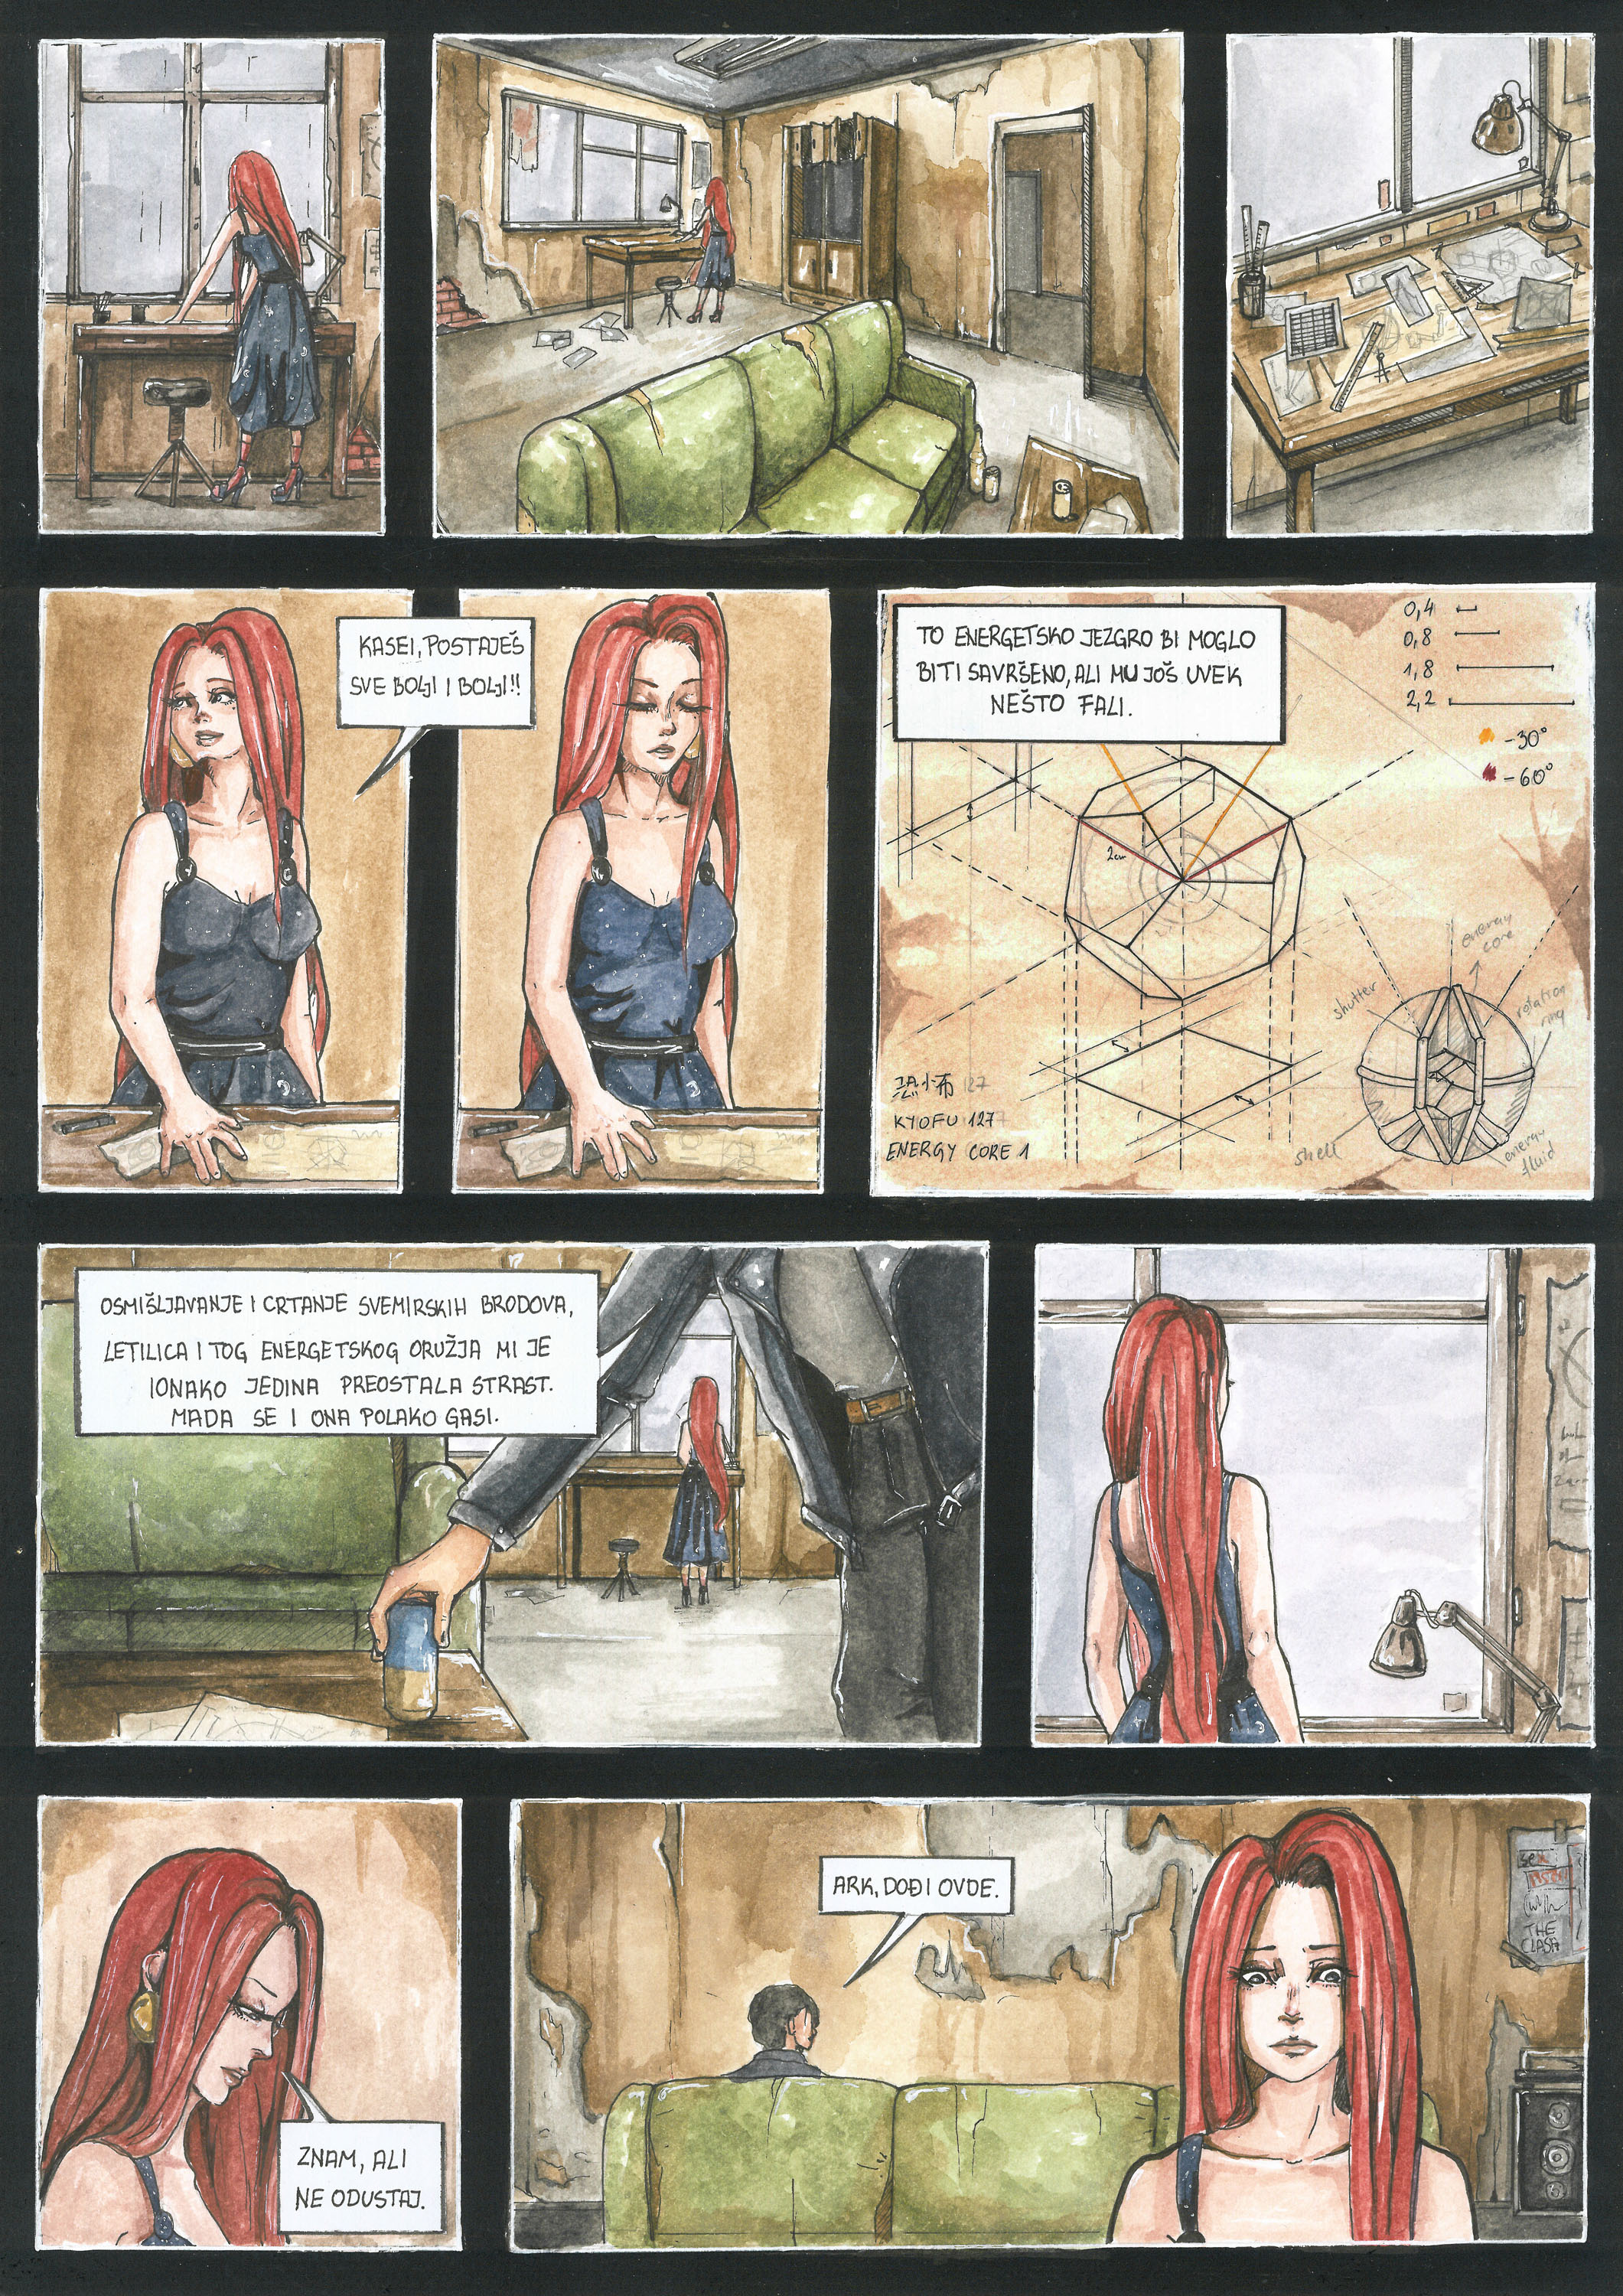 KASEI, POSTAJEŠ
SVE BOLJI I BOLJI!!
TO ENERGETSKO JEZGRO BI MOGLO
BITI SAVRŠENO, ALI MU JOŠ UVEK
NEŠTO FALI.
0,4
0,8
1,8
2,2
-30°
-60°
2cm
energy
core
shutter
rotation
ring
127
KYOFU 127
ENERGY CORE 1
shell
energy
fluid
OSMIŠLJAVANJE I CRTANJE SVEMIRSKIH BRODOVA,
LETILICA I TOG ENERGETSKOG ORUŽJA MI JE
IONAKO JEDINA PREOSTALA STRAST.
MADA SE I ONA POLAKO GASI.
ZNAM, ALI
NE ODUSTAJ.
ARK, DOĐI OVDE.
THE
CLASH